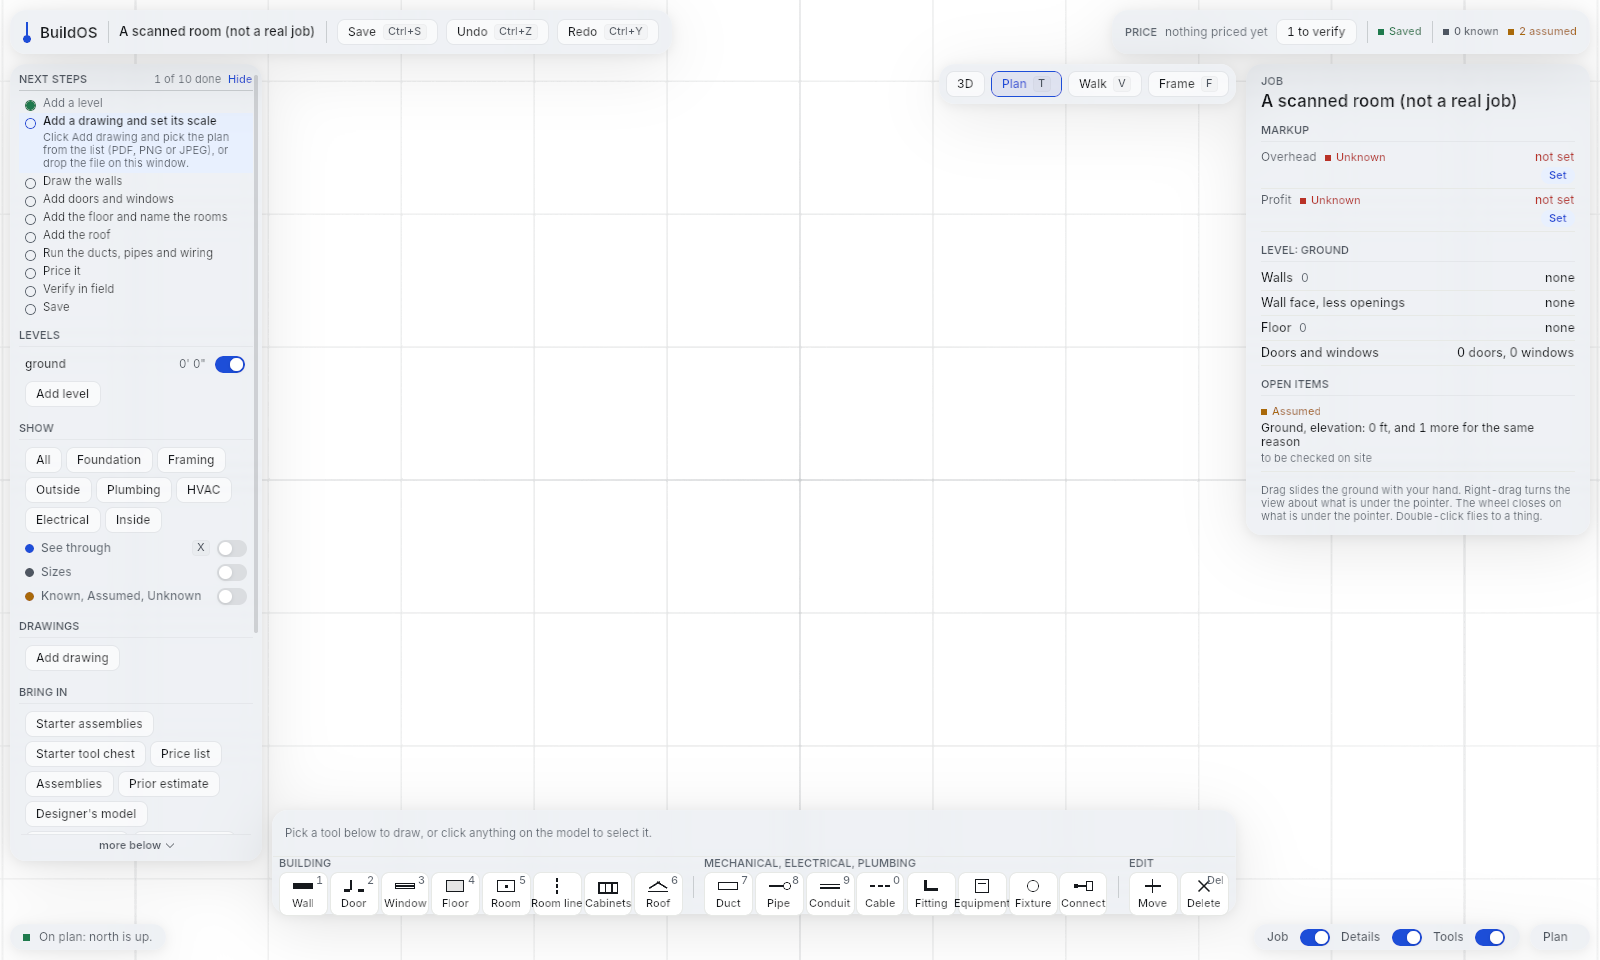 BuildOS
A scanned room (not a real job)
Save Ctrl+S
Undo Ctrl+Z
Redo Ctrl+Y
PRICE nothing priced yet
1 to verify
Saved
0 known
2 assumed
NEXT STEPS 1 of 10 done Hide
Add a level
Add a drawing and set its scale
Click Add drawing and pick the plan
from the list (PDF, PNG or JPEG), or
drop the file on this window.
Draw the walls
Add doors and windows
Add the floor and name the rooms
Add the roof
Run the ducts, pipes and wiring
Price it
Verify in field
Save
LEVELS
ground 0' 0"
Add level
SHOW
All Foundation Framing
Outside Plumbing HVAC
Electrical Inside
See through X
Sizes
Known, Assumed, Unknown
DRAWINGS
Add drawing
BRING IN
Starter assemblies
Starter tool chest Price list
Assemblies Prior estimate
Designer's model
more below
3D
Plan T
Walk V
Frame F
JOB
A scanned room (not a real job)
MARKUP
Overhead Unknown not set
Set
Profit Unknown not set
Set
LEVEL: GROUND
Walls 0 none
Wall face, less openings none
Floor 0 none
Doors and windows 0 doors, 0 windows
OPEN ITEMS
Assumed
Ground, elevation: 0 ft, and 1 more for the same
reason
to be checked on site
Drag slides the ground with your hand. Right-drag turns the
view about what is under the pointer. The wheel closes on
what is under the pointer. Double-click flies to a thing.
Pick a tool below to draw, or click anything on the model to select it.
BUILDING
1 Wall
2 Door
3 Window
4 Floor
5 Room
Room line
Cabinets
6 Roof
MECHANICAL, ELECTRICAL, PLUMBING
7 Duct
8 Pipe
9 Conduit
0 Cable
Fitting
Equipment
Fixture
Connect
EDIT
Move
Del Delete
On plan: north is up.
Job
Details
Tools
Plan